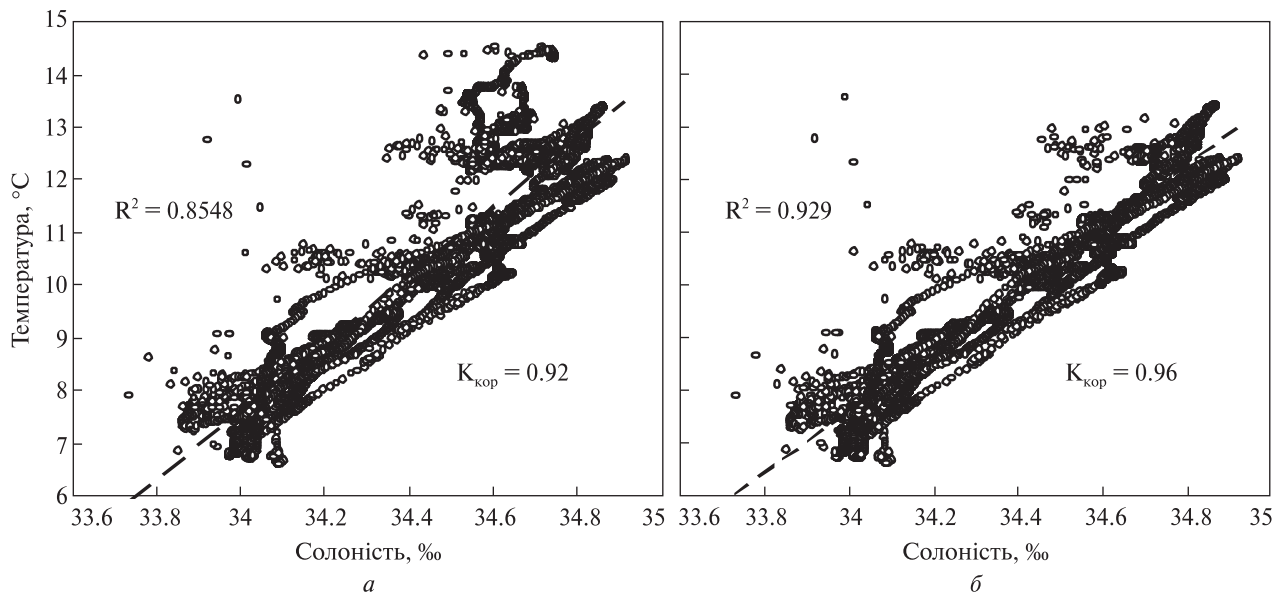 15
14
13
12
11
10
9
8
7
6
Температура, °C
R² = 0.8548
Kкор = 0.92
33.6 33.8 34 34.2 34.4 34.6 34.8 35
Солоність, ‰
а
R² = 0.929
Kкор = 0.96
33.6 33.8 34 34.2 34.4 34.6 34.8 35
Солоність, ‰
б